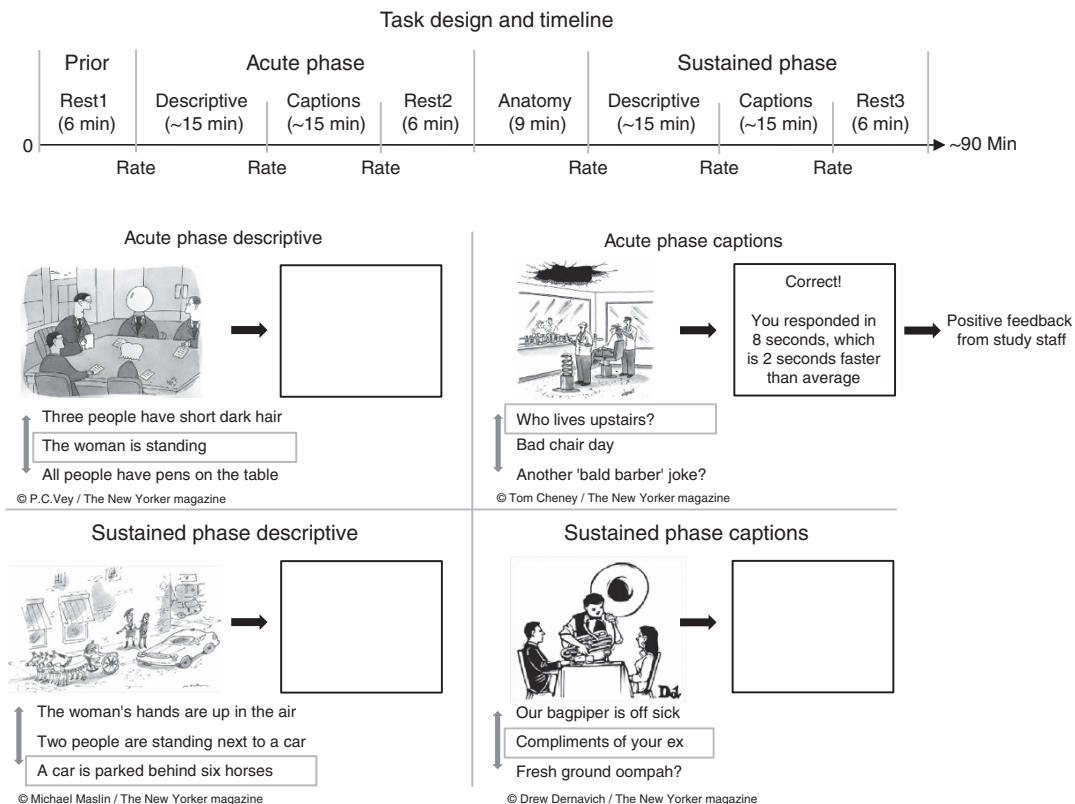 Task design and timeline
Prior
Acute phase
Sustained phase
Rest1
(6 min)
Descriptive
(~15 min)
Captions
(~15 min)
Rest2
(6 min)
Anatomy
(9 min)
Descriptive
(~15 min)
Captions
(~15 min)
Rest3
(6 min)
0
~90 Min
Rate
Rate
Rate
Rate
Rate
Rate
Acute phase descriptive
Three people have short dark hair
The woman is standing
All people have pens on the table
© P.C.Vey / The New Yorker magazine
Acute phase captions
Correct!
You responded in
8 seconds, which
is 2 seconds faster
than average
Positive feedback
from study staff
Who lives upstairs?
Bad chair day
Another 'bald barber' joke?
© Tom Cheney / The New Yorker magazine
Sustained phase descriptive
The woman's hands are up in the air
Two people are standing next to a car
A car is parked behind six horses
© Michael Maslin / The New Yorker magazine
Sustained phase captions
Our bagpiper is off sick
Compliments of your ex
Fresh ground oompah?
© Drew Dernavich / The New Yorker magazine